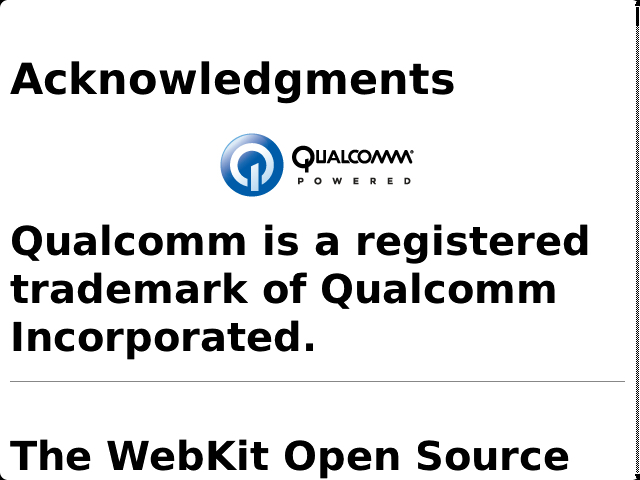 Acknowledgments
QUALCOMM®
POWERED
Qualcomm is a registered
trademark of Qualcomm
Incorporated.
The WebKit Open Source